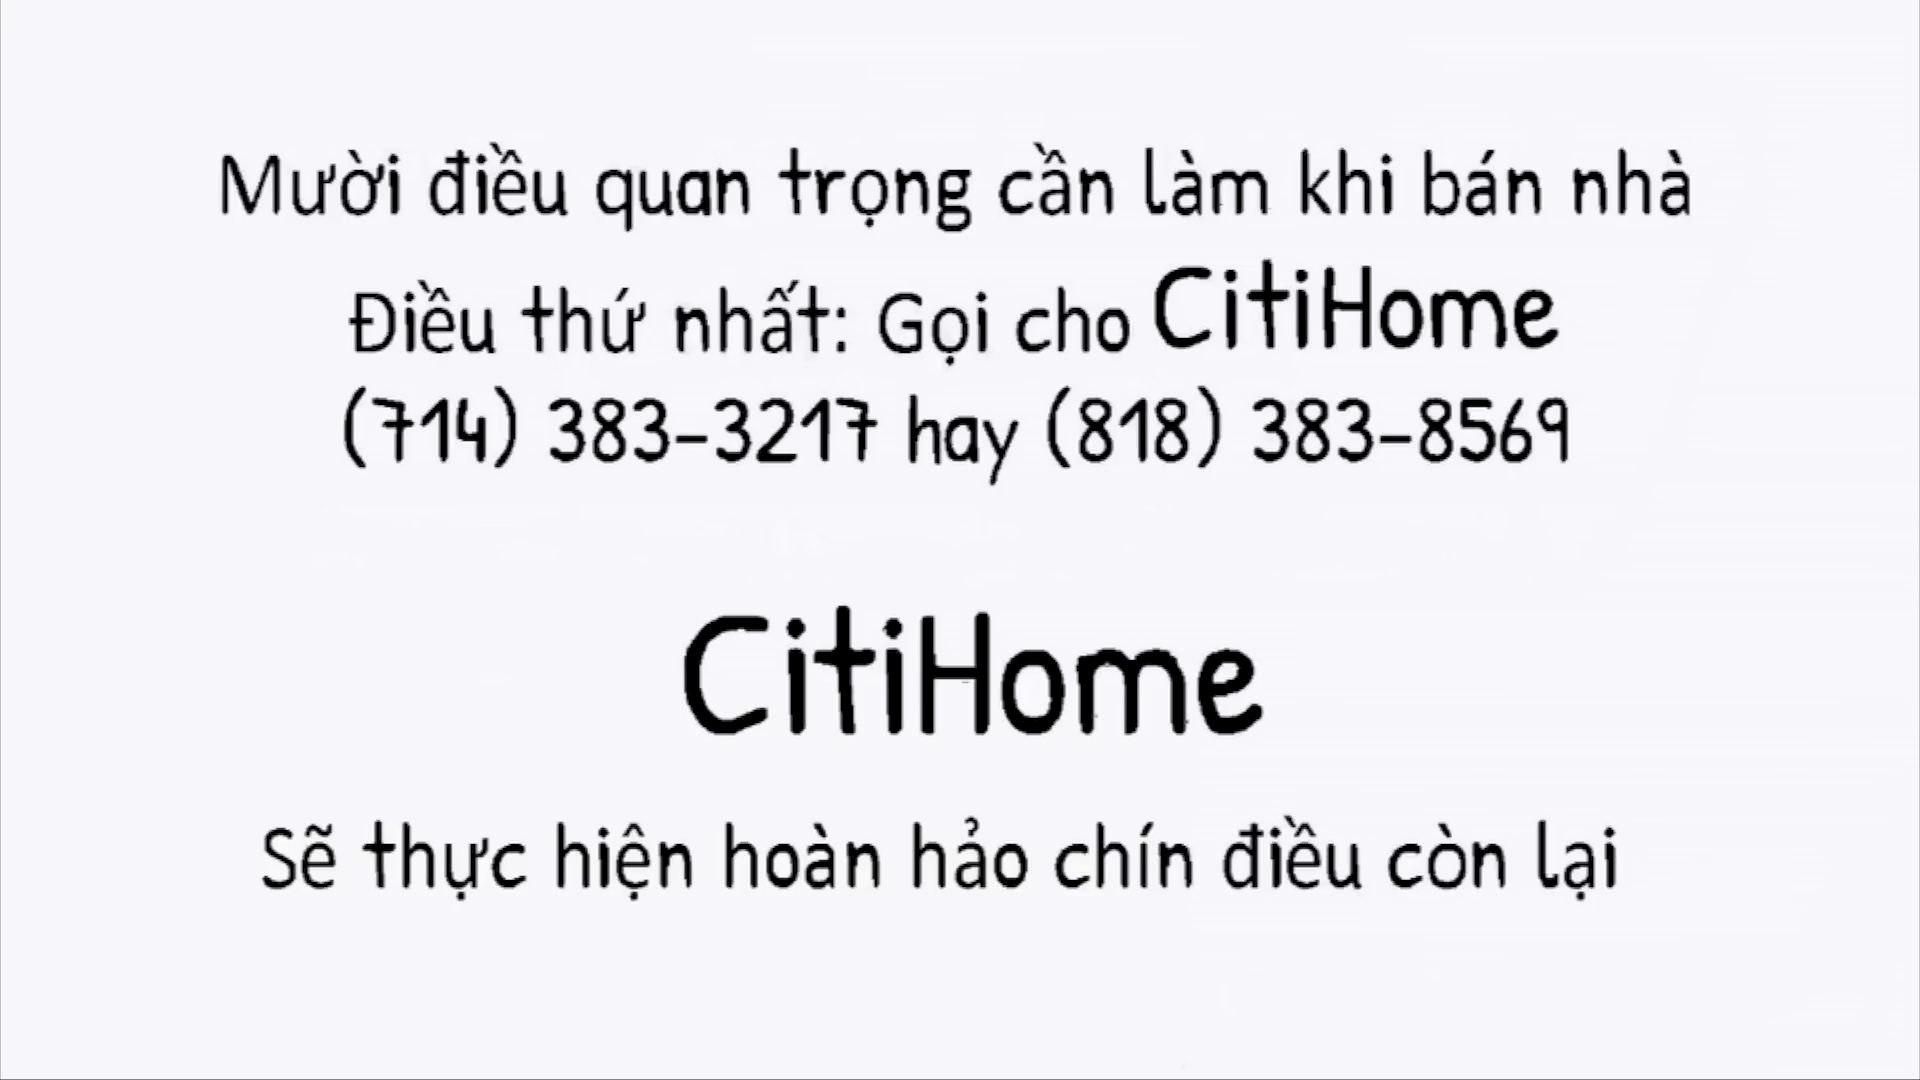 Mười điều quan trọng cần làm khi bán nhà
Điều thứ nhất: Gọi cho CitiHome
(714) 383-3217 hay (818) 383-8569
CitiHome
Sẽ thực hiện hoàn hảo chín điều còn lại